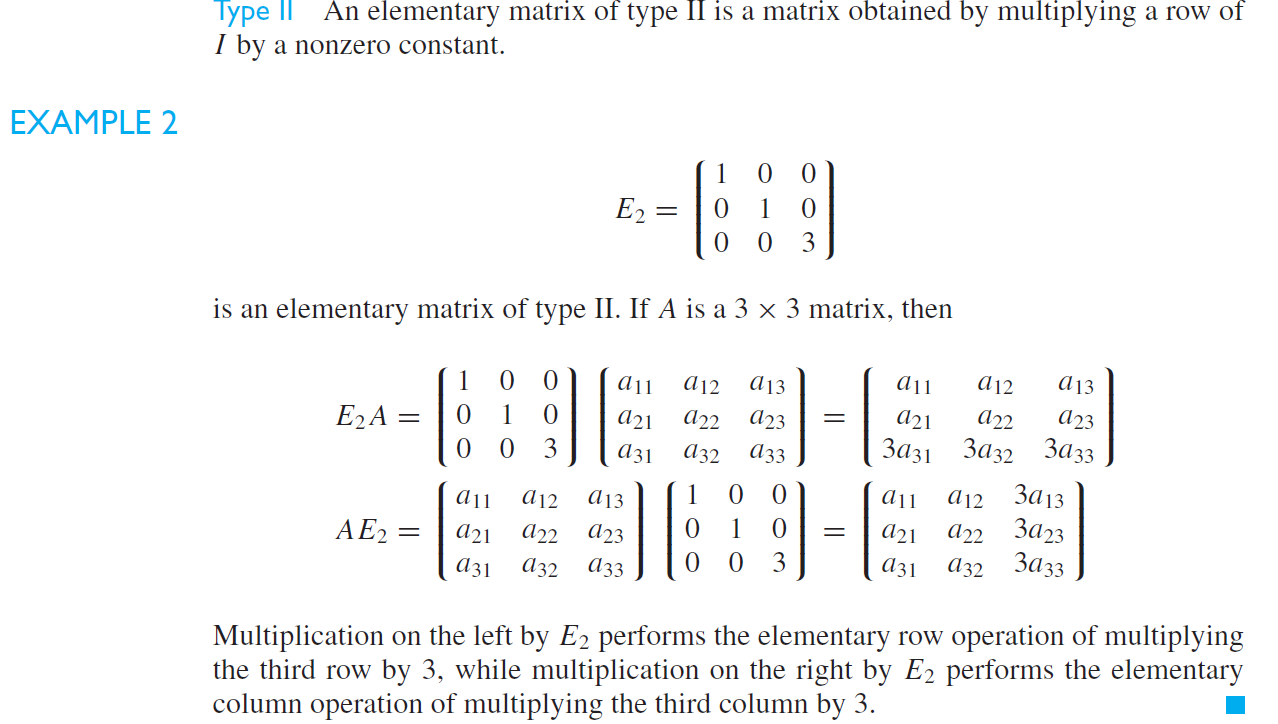 Type II An elementary matrix of type II is a matrix obtained by multiplying a row of
I by a nonzero constant.
EXAMPLE 2
E₂ = ( 1 0 0
0 1 0
0 0 3 )
is an elementary matrix of type II. If A is a 3 × 3 matrix, then
E₂A = ( 1 0 0 ) ( a₁₁ a₁₂ a₁₃ ) = ( a₁₁ a₁₂ a₁₃ )
( 0 1 0 ) ( a₂₁ a₂₂ a₂₃ ) ( a₂₁ a₂₂ a₂₃ )
( 0 0 3 ) ( a₃₁ a₃₂ a₃₃ ) ( 3a₃₁ 3a₃₂ 3a₃₃ )
AE₂ = ( a₁₁ a₁₂ a₁₃ ) ( 1 0 0 ) = ( a₁₁ a₁₂ 3a₁₃ )
( a₂₁ a₂₂ a₂₃ ) ( 0 1 0 ) ( a₂₁ a₂₂ 3a₂₃ )
( a₃₁ a₃₂ a₃₃ ) ( 0 0 3 ) ( a₃₁ a₃₂ 3a₃₃ )
Multiplication on the left by E₂ performs the elementary row operation of multiplying
the third row by 3, while multiplication on the right by E₂ performs the elementary
column operation of multiplying the third column by 3.